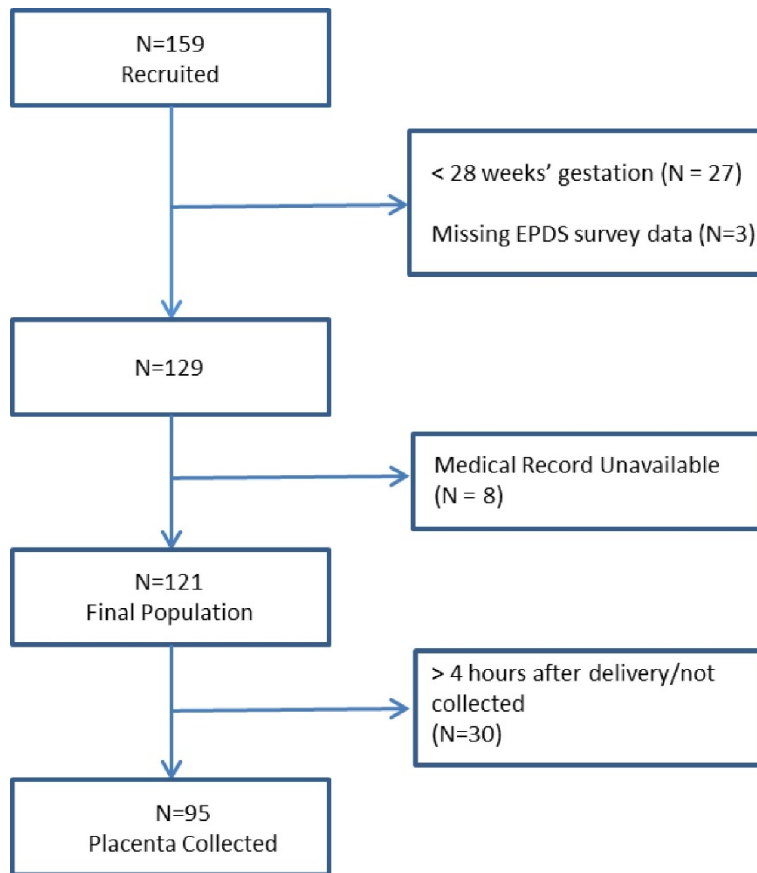 N=159
Recruited
< 28 weeks’ gestation (N = 27)
Missing EPDS survey data (N=3)
N=129
Medical Record Unavailable
(N = 8)
N=121
Final Population
> 4 hours after delivery/not
collected
(N=30)
N=95
Placenta Collected